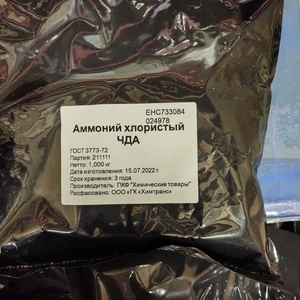 ЕНС733084
024978
Аммоний хлористый
ЧДА
ГОСТ 3773-72
Партия: 211111
Нетто: 1,000 кг
Дата изготовления: 15.07.2022 г.
Срок хранения: 3 года
Производитель: ПКФ "Химические товары"
Расфасовано: ООО «ГК «Химтранс»